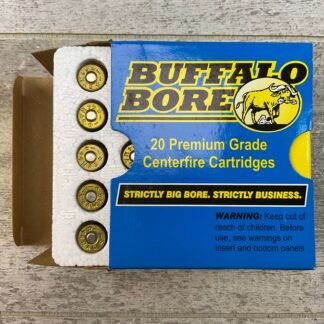 BUFFALO
BORE
20 Premium Grade
Centerfire Cartridges
STRICTLY BIG BORE. STRICTLY BUSINESS.
WARNING: Keep out of
reach of children. Before
use, see warnings on
insert and bottom panels